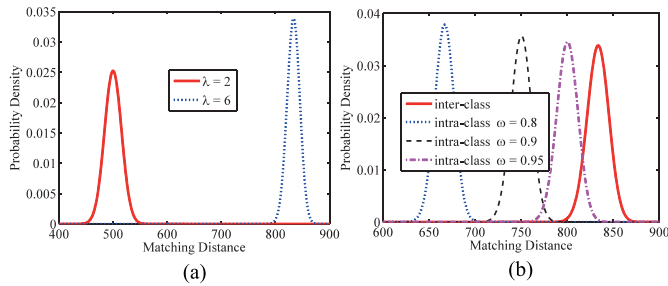 0.035
0.03
0.025
0.02
0.015
0.01
0.005
0
Probability Density
λ = 2
λ = 6
400 500 600 700 800 900
Matching Distance
(a)
0.04
0.03
0.02
0.01
0
Probability Density
inter-class
intra-class ω = 0.8
intra-class ω = 0.9
intra-class ω = 0.95
600 650 700 750 800 850 900
Matching Distance
(b)